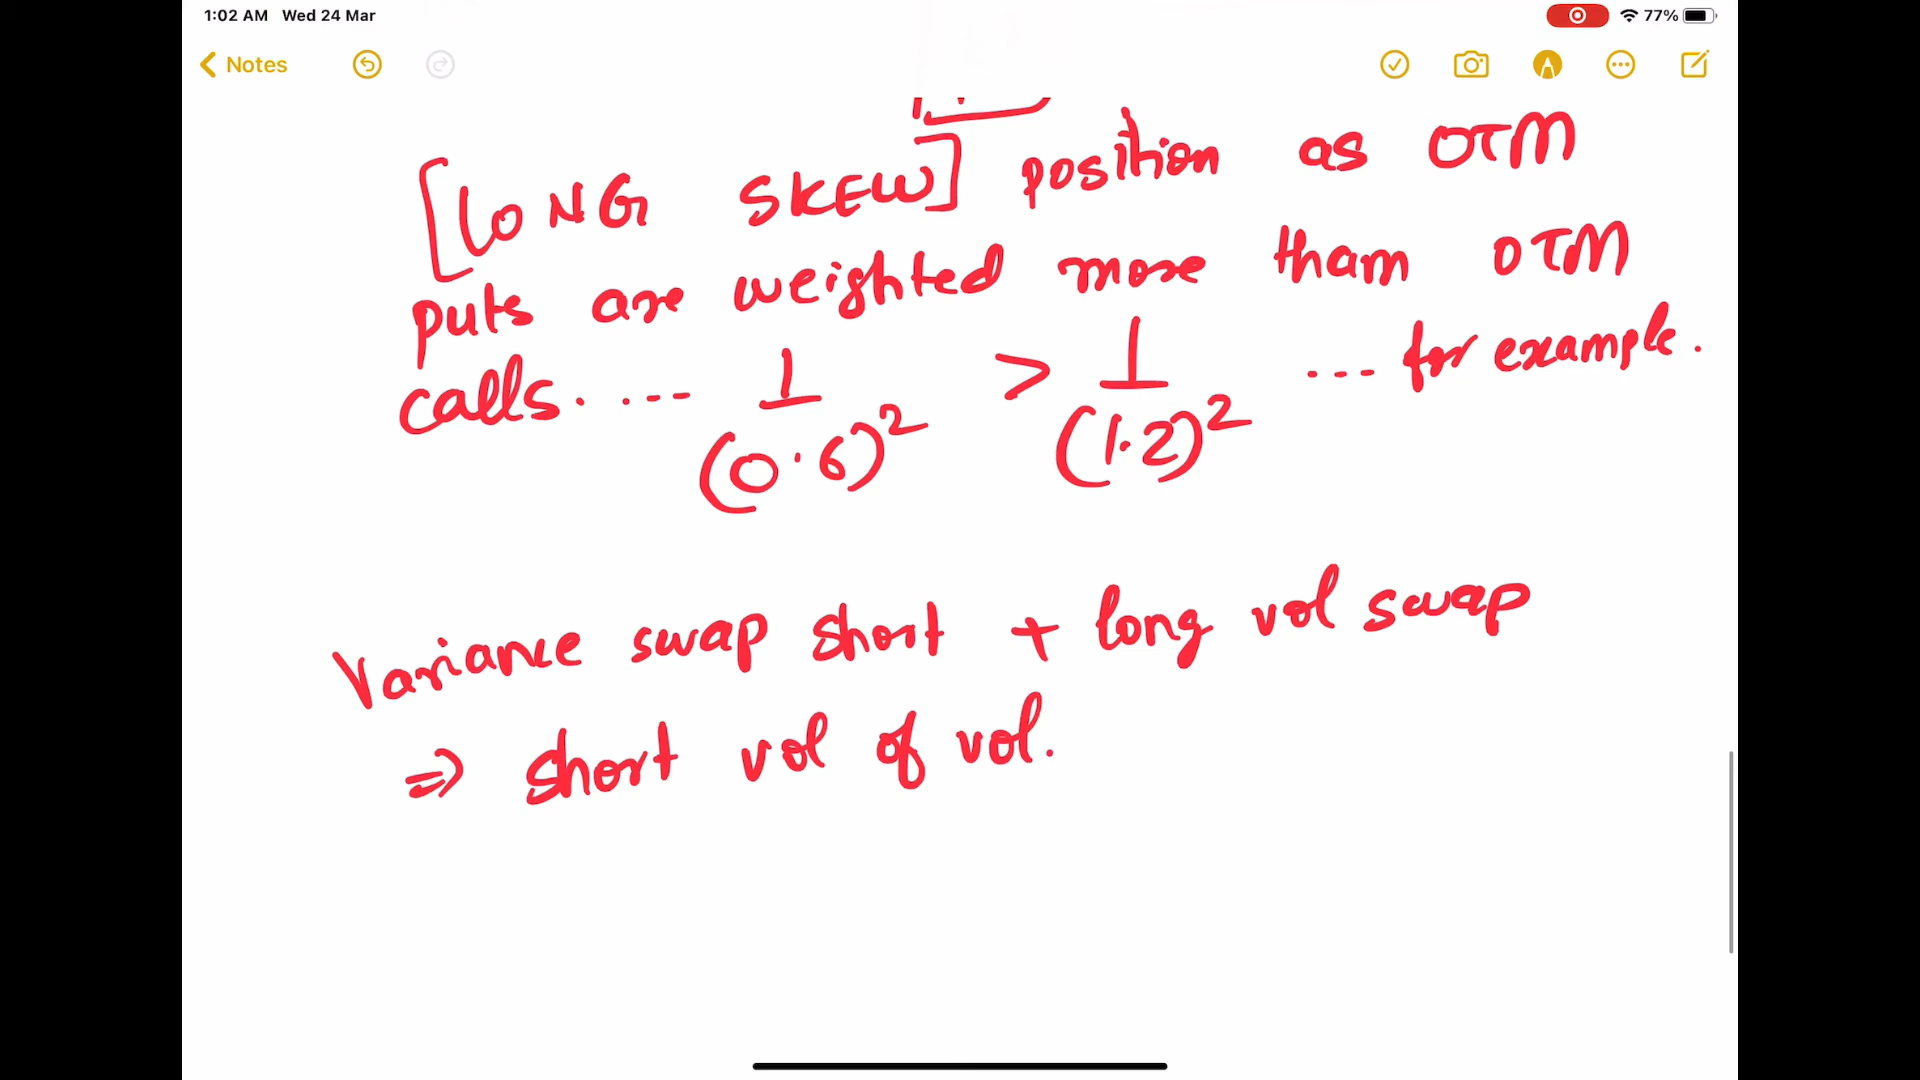 1:02 AM Wed 24 Mar
77%
Notes
[LONG SKEW] position as OTM
puts are weighted more than OTM
calls..... 1/(0.6)² > 1/(1.2)² ... for example.
Variance swap short + long vol swap
⇒ short vol of vol.